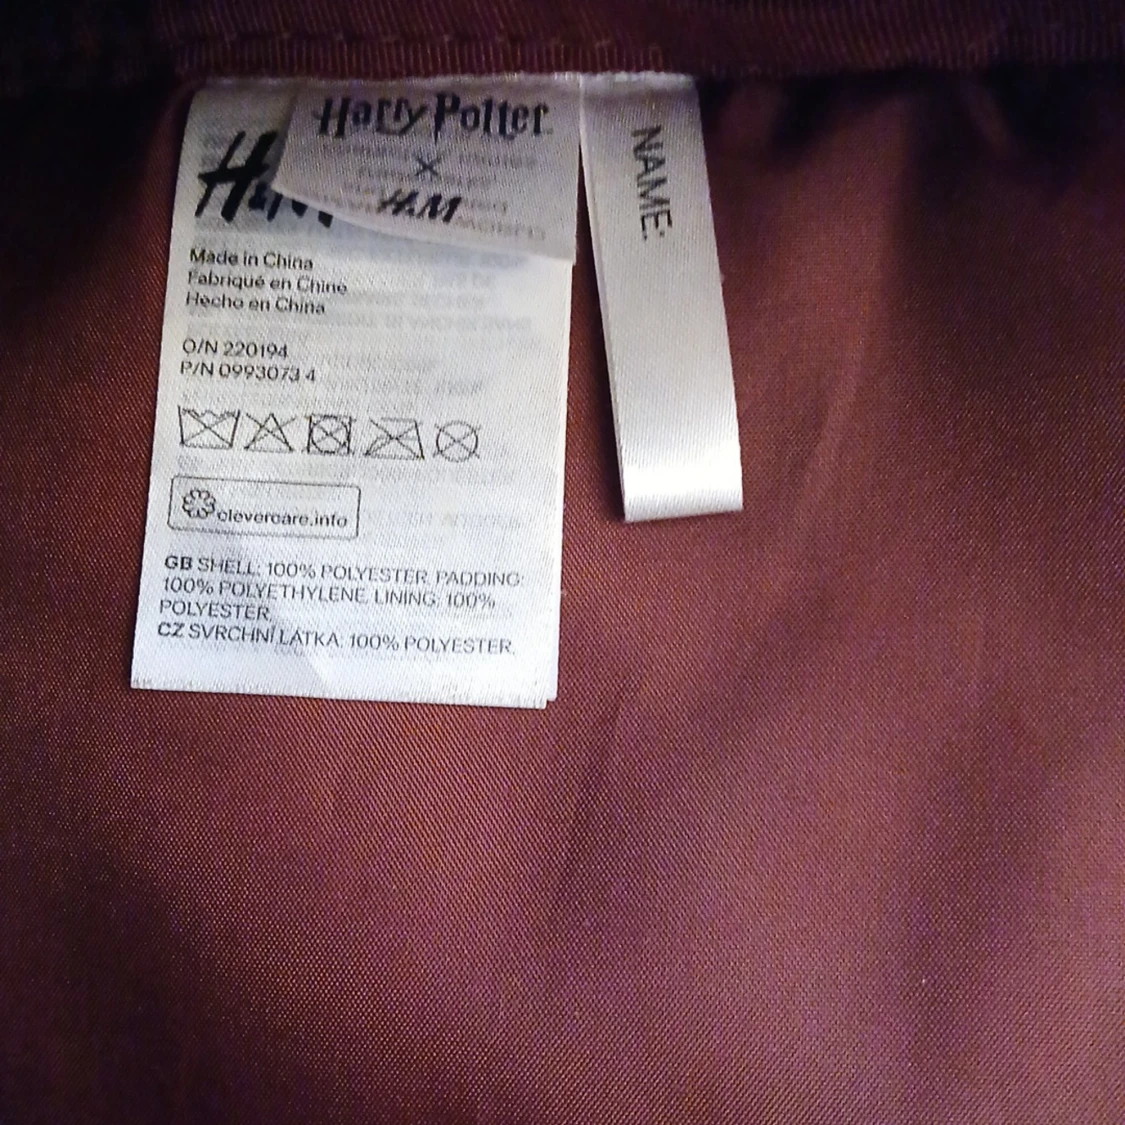 Harry Potter
X
H&M
H&M
NAME:
Made in China
Fabriqué en Chine
Hecho en China
O/N 220194
P/N 0993073 4
clevercare.info
GB SHELL: 100% POLYESTER. PADDING:
100% POLYETHYLENE. LINING: 100%
POLYESTER.
CZ SVRCHNÍ LÁTKA: 100% POLYESTER.